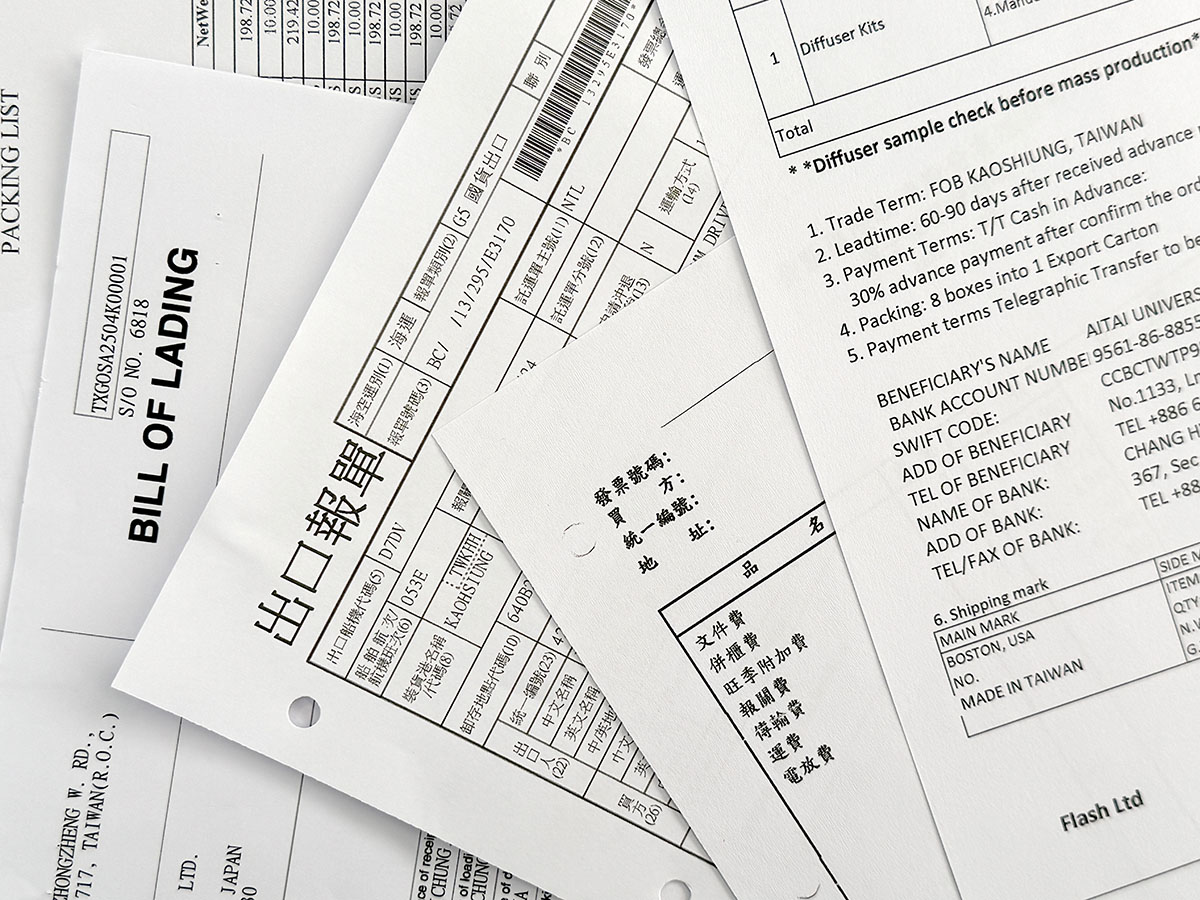 PACKING LIST
NetWe
198.72
10.00
219.42
10.00
198.72
10.00
198.72
10.00
198.72
10.00
TXGOSA2504K00001
S/O NO. 6818
BILL OF LADING
ZHONGZHENG W. RD.,
717, TAIWAN(R.O.C.)
LTD.
JAPAN
出口報單
聯別
*BC 13295E3170*
海空運別(1) 海運 報單類別(2) G5 國貨出口
報單號碼(3) BC/ /13/295/E3170
託運單主號(11) NIL
託運單分號(12)
N
運輸方式
(14)
出口船機代碼(5) D7DV
船舶航次/
航機班次(6) 053E
裝貨港名稱
/代碼(8)
TWKHH
KAOHSIUNG
卸存地點代碼(10) 640B2
出口人(22)
統一編號(23)
中文名稱
英文名稱
買方
(26)
發票號碼:
買 方:
統一編號:
地 址:
品 名
文件費
併櫃費
旺季附加費
報關費
傳輸費
運費
電放費
1 Diffuser Kits
Total
* *Diffuser sample check before mass production*
1. Trade Term: FOB KAOSHIUNG, TAIWAN
2. Leadtime: 60-90 days after received advance
3. Payment Terms: T/T Cash in Advance:
30% advance payment after confirm the ord
4. Packing: 8 boxes into 1 Export Carton
5. Payment terms Telegraphic Transfer to be
BENEFICIARY'S NAME AITAI UNIVERS
BANK ACCOUNT NUMBE 9561-86-8855
SWIFT CODE: CCBCTWTP9
ADD OF BENEFICIARY No.1133, Ln
TEL OF BENEFICIARY TEL +886 6
NAME OF BANK: CHANG H
ADD OF BANK: 367, Sec
TEL/FAX OF BANK: TEL +88
6. Shipping mark
MAIN MARK
SIDE M
BOSTON, USA
ITEM
NO.
QTY
MADE IN TAIWAN
N.V
G.
Flash Ltd